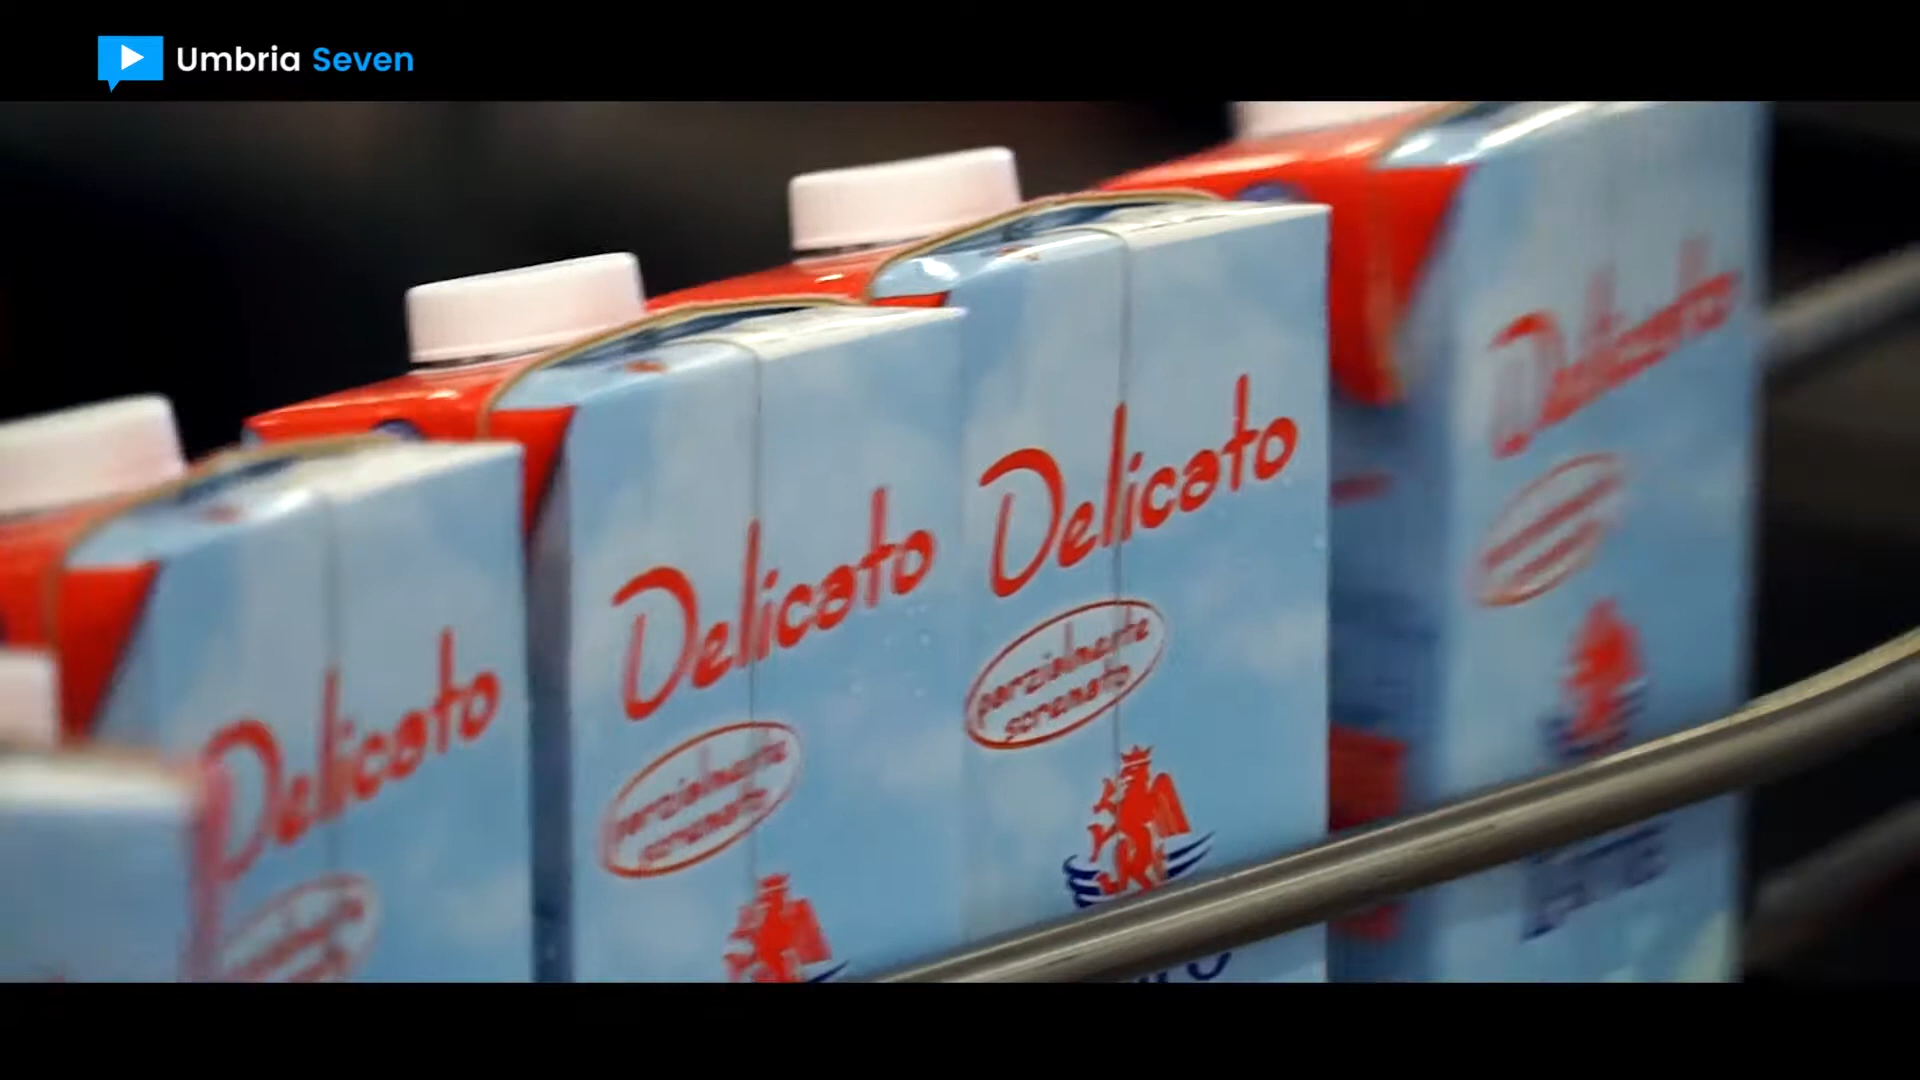 Umbria Seven
Delicato
Delicato
parzialmente
scremato
Delicato
parzialmente
scremato
Delicato